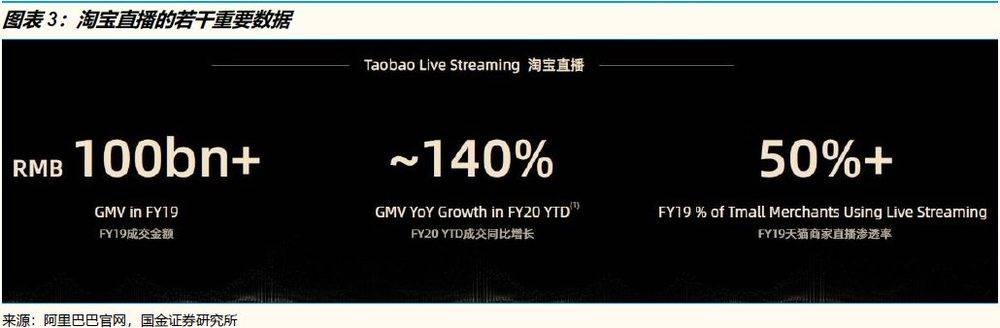 图表3：淘宝直播的若干重要数据
Taobao Live Streaming 淘宝直播
RMB 100bn+
~140%
50%+
GMV in FY19
GMV YoY Growth in FY20 YTD(1)
FY19 % of Tmall Merchants Using Live Streaming
FY19成交金额
FY20 YTD成交同比增长
FY19天猫商家直播渗透率
来源：阿里巴巴官网，国金证券研究所